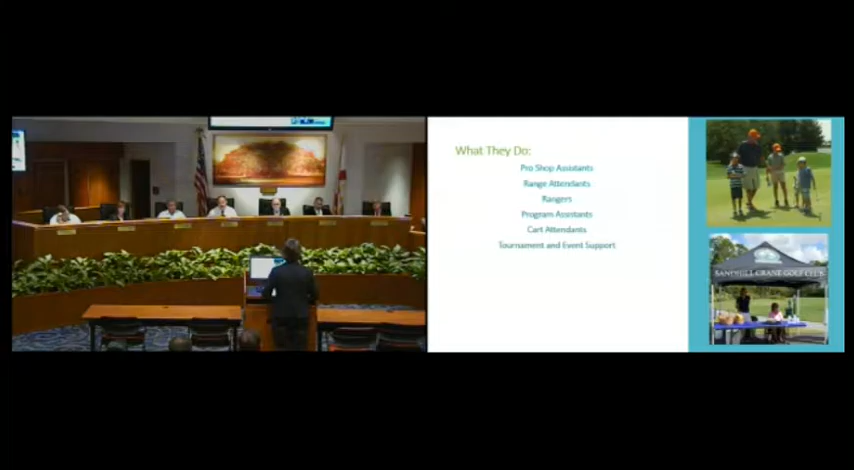 What They Do:
Pro Shop Assistants
Range Attendants
Rangers
Program Assistants
Cart Attendants
Tournament and Event Support
SANDHILL CRANE GOLF CLUB